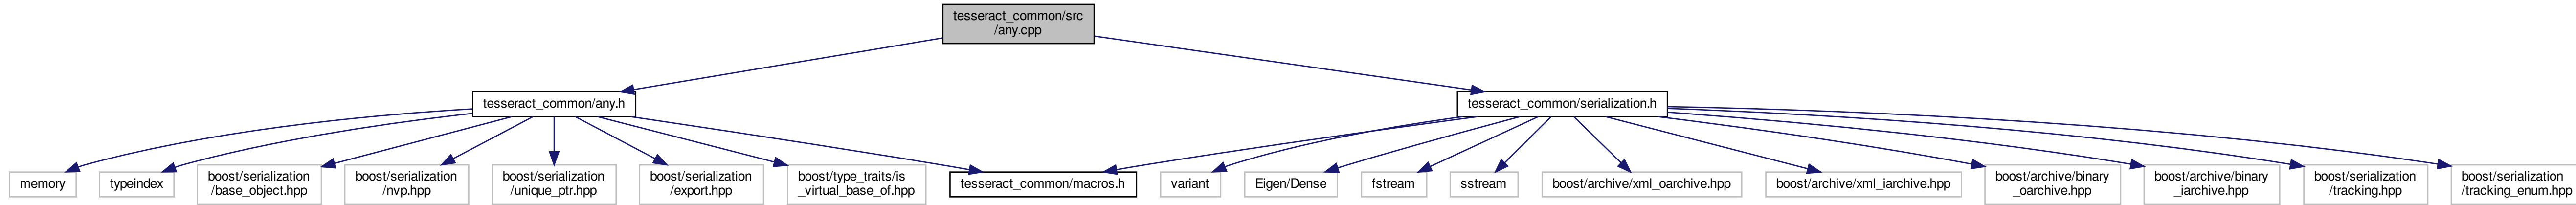 tesseract_common/src
/any.cpp
tesseract_common/any.h
tesseract_common/serialization.h
memory
typeindex
boost/serialization
/base_object.hpp
boost/serialization
/nvp.hpp
boost/serialization
/unique_ptr.hpp
boost/serialization
/export.hpp
boost/type_traits/is
_virtual_base_of.hpp
tesseract_common/macros.h
variant
Eigen/Dense
fstream
sstream
boost/archive/xml_oarchive.hpp
boost/archive/xml_iarchive.hpp
boost/archive/binary
_oarchive.hpp
boost/archive/binary
_iarchive.hpp
boost/serialization
/tracking.hpp
boost/serialization
/tracking_enum.hpp